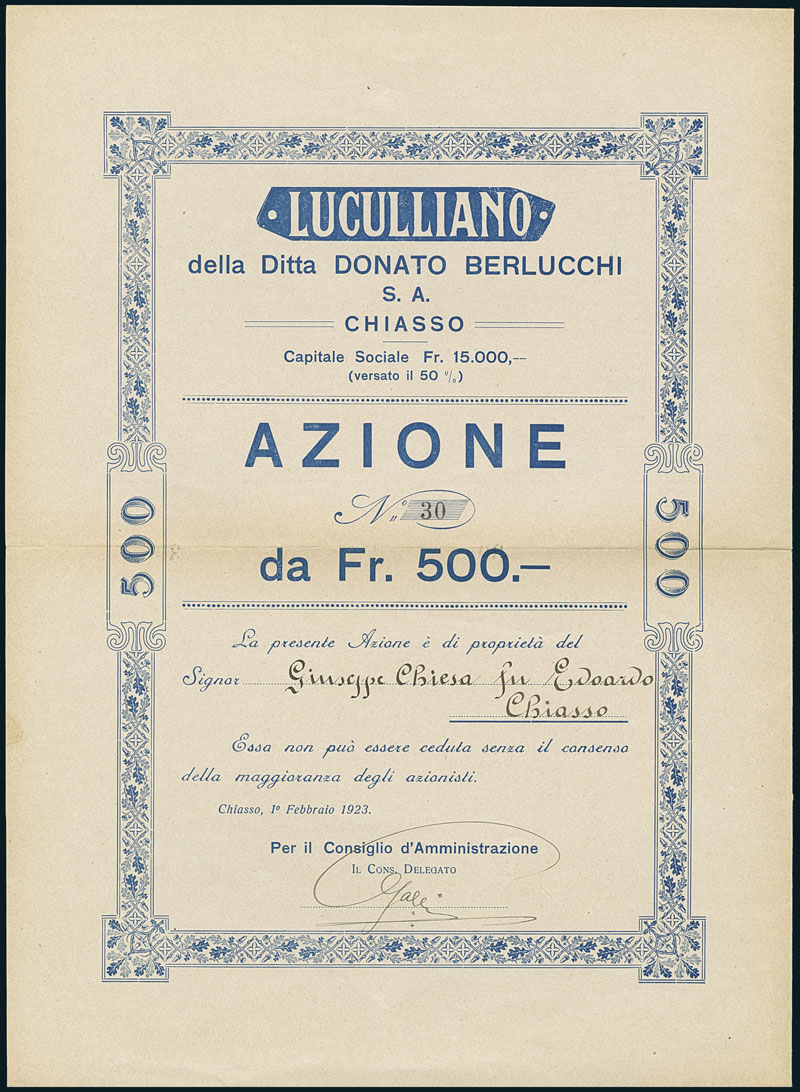 · LUCULLIANO ·
della Ditta DONATO BERLUCCHI
S. A.
CHIASSO
Capitale Sociale Fr. 15.000,--
(versato il 50 %)
AZIONE
N.º 30
da Fr. 500.—
500
500
La presente Azione è di proprietà del
Signor Giuseppe Chiesa fu Edoardo
Chiasso
Essa non può essere ceduta senza il consenso
della maggioranza degli azionisti.
Chiasso, 1º Febbraio 1923.
Per il Consiglio d'Amministrazione
IL CONS. DELEGATO